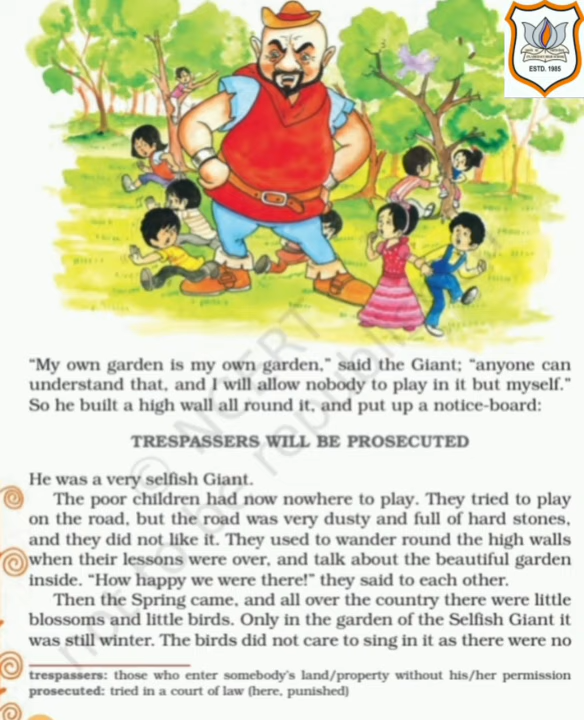 ESTD. 1985
“My own garden is my own garden,” said the Giant; “anyone can
understand that, and I will allow nobody to play in it but myself.”
So he built a high wall all round it, and put up a notice-board:
TRESPASSERS WILL BE PROSECUTED
He was a very selfish Giant.
The poor children had now nowhere to play. They tried to play
on the road, but the road was very dusty and full of hard stones,
and they did not like it. They used to wander round the high walls
when their lessons were over, and talk about the beautiful garden
inside. “How happy we were there!” they said to each other.
Then the Spring came, and all over the country there were little
blossoms and little birds. Only in the garden of the Selfish Giant it
was still winter. The birds did not care to sing in it as there were no
trespassers: those who enter somebody’s land/property without his/her permission
prosecuted: tried in a court of law (here, punished)
© NCERT
not to be republi